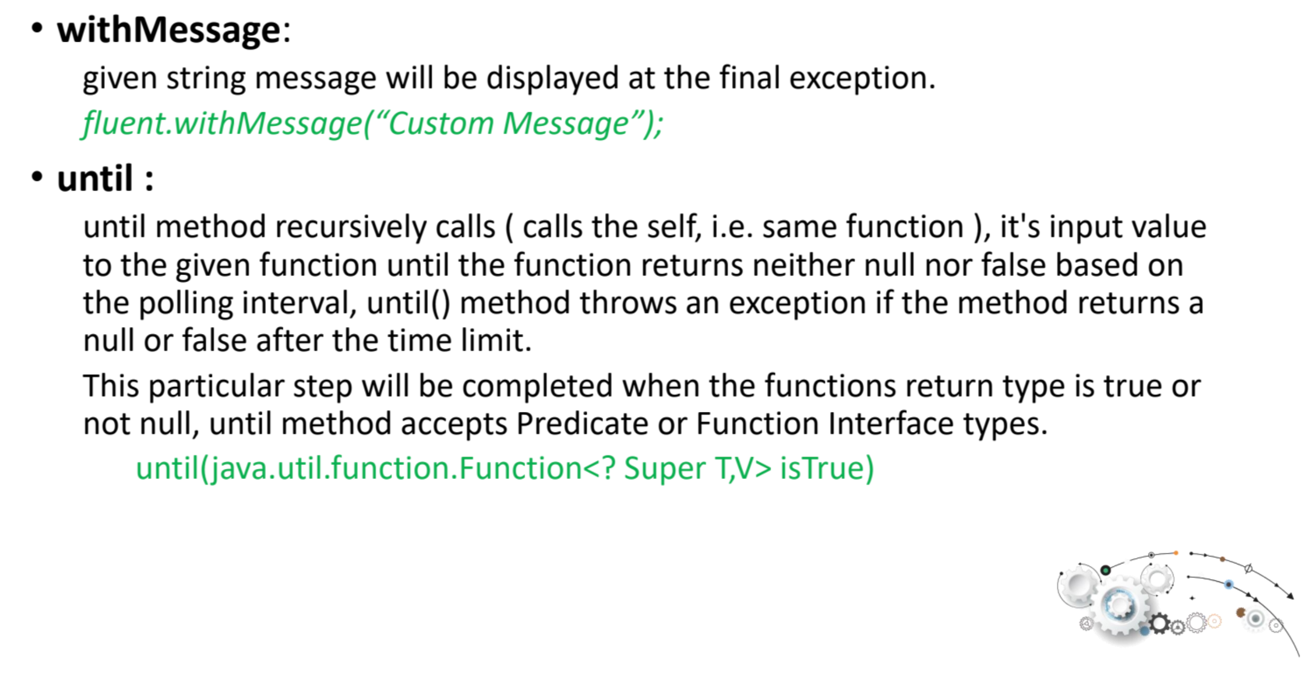 • withMessage:
given string message will be displayed at the final exception.
fluent.withMessage(“Custom Message”);
• until :
until method recursively calls ( calls the self, i.e. same function ), it's input value
to the given function until the function returns neither null nor false based on
the polling interval, until() method throws an exception if the method returns a
null or false after the time limit.
This particular step will be completed when the functions return type is true or
not null, until method accepts Predicate or Function Interface types.
until(java.util.function.Function<? Super T,V> isTrue)